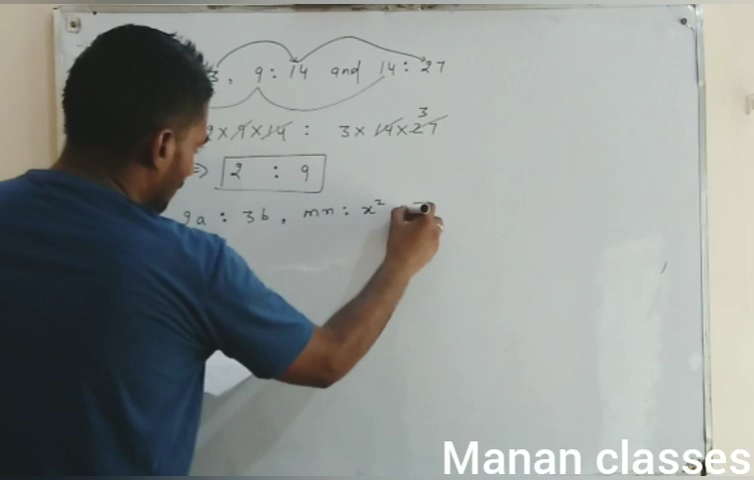 3, 9 : 14 and 14 : 27
2 × 9 × 14 : 3 × 14 × 27 3
⇒ 2 : 9
9a : 3b, mn : x²
Manan classes